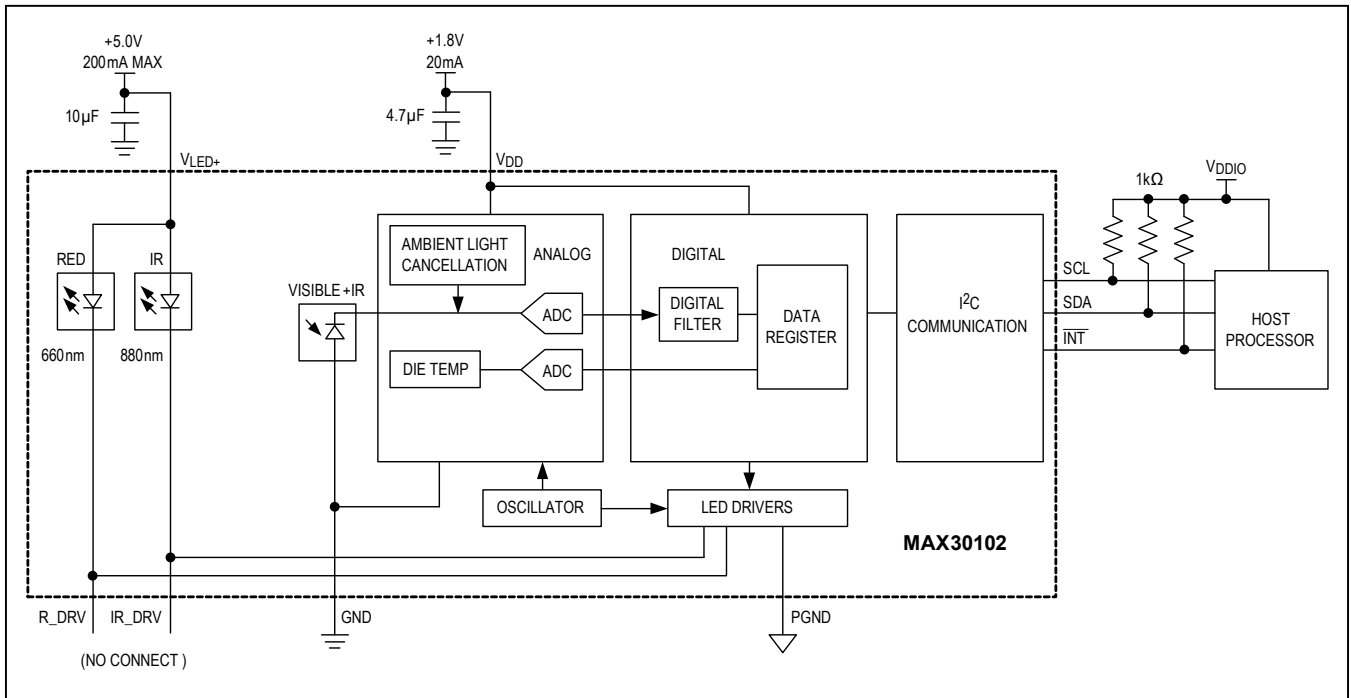 +5.0V
200mA MAX
10µF
VLED+
+1.8V
20mA
4.7µF
VDD
RED
IR
660nm
880nm
VISIBLE+IR
AMBIENT LIGHT
CANCELLATION
ANALOG
ADC
DIE TEMP
ADC
DIGITAL
DIGITAL
FILTER
DATA
REGISTER
I2C
COMMUNICATION
1kΩ
VDDIO
SCL
SDA
INT
HOST
PROCESSOR
OSCILLATOR
LED DRIVERS
MAX30102
R_DRV
IR_DRV
(NO CONNECT )
GND
PGND